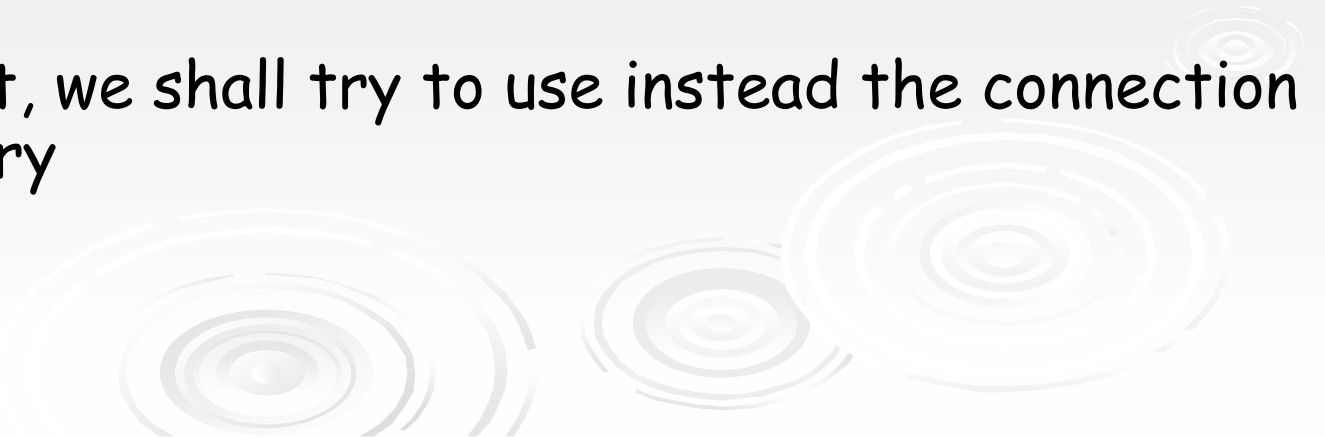 t, we shall try to use instead the connection
ry